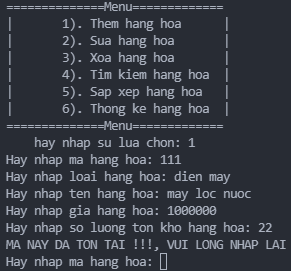 ==============Menu=============
|       1). Them hang hoa      |
|       2). Sua hang hoa       |
|       3). Xoa hang hoa       |
|       4). Tim kiem hang hoa  |
|       5). Sap xep hang hoa   |
|       6). Thong ke hang hoa  |
==============Menu=============
    hay nhap su lua chon: 1
Hay nhap ma hang hoa: 111
Hay nhap loai hang hoa: dien may
Hay nhap ten hang hoa: may loc nuoc
Hay nhap gia hang hoa: 1000000
Hay nhap so luong ton kho hang hoa: 22
MA NAY DA TON TAI !!!, VUI LONG NHAP LAI
Hay nhap ma hang hoa: